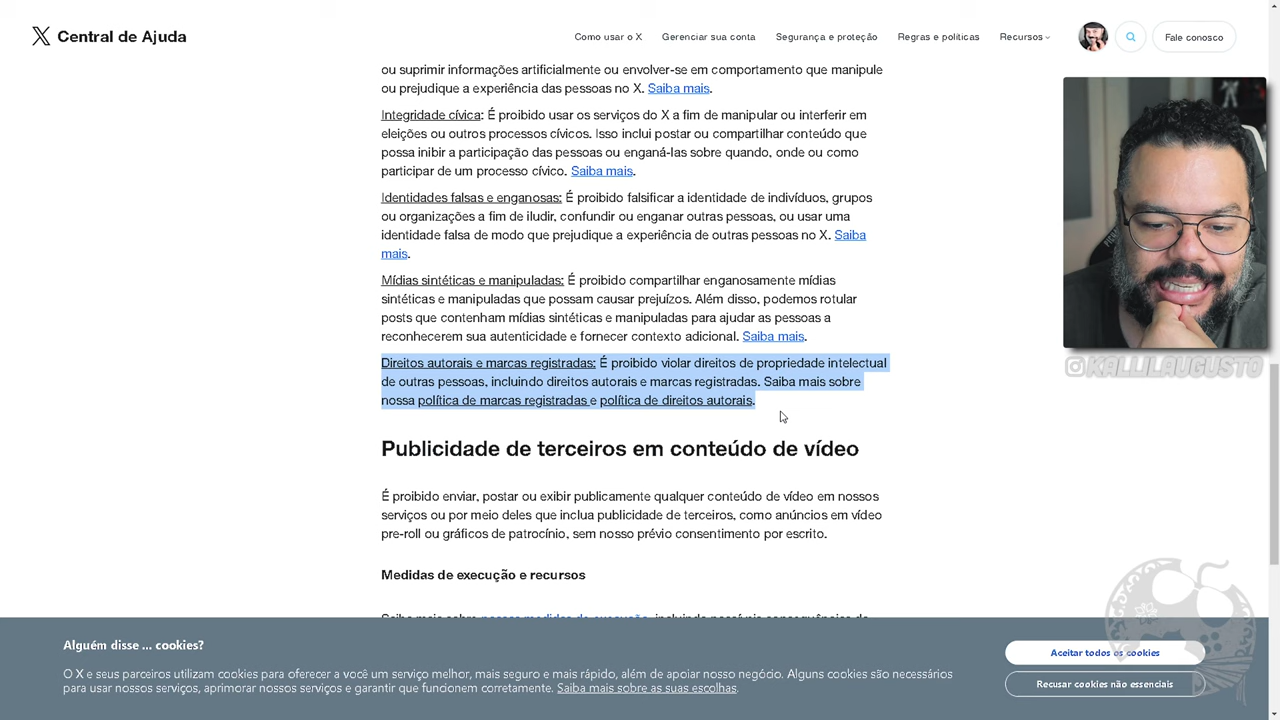 X Central de Ajuda
Como usar o X Gerenciar sua conta Segurança e proteção Regras e políticas Recursos Fale conosco
ou suprimir informações artificialmente ou envolver-se em comportamento que manipule
ou prejudique a experiência das pessoas no X. Saiba mais.
Integridade cívica: É proibido usar os serviços do X a fim de manipular ou interferir em
eleições ou outros processos cívicos. Isso inclui postar ou compartilhar conteúdo que
possa inibir a participação das pessoas ou enganá-las sobre quando, onde ou como
participar de um processo cívico. Saiba mais.
Identidades falsas e enganosas: É proibido falsificar a identidade de indivíduos, grupos
ou organizações a fim de iludir, confundir ou enganar outras pessoas, ou usar uma
identidade falsa de modo que prejudique a experiência de outras pessoas no X. Saiba
mais.
Mídias sintéticas e manipuladas: É proibido compartilhar enganosamente mídias
sintéticas e manipuladas que possam causar prejuízos. Além disso, podemos rotular
posts que contenham mídias sintéticas e manipuladas para ajudar as pessoas a
reconhecerem sua autenticidade e fornecer contexto adicional. Saiba mais.
Direitos autorais e marcas registradas: É proibido violar direitos de propriedade intelectual
de outras pessoas, incluindo direitos autorais e marcas registradas. Saiba mais sobre
nossa política de marcas registradas e política de direitos autorais.
@KALLILAUGUSTO
Publicidade de terceiros em conteúdo de vídeo
É proibido enviar, postar ou exibir publicamente qualquer conteúdo de vídeo em nossos
serviços ou por meio deles que inclua publicidade de terceiros, como anúncios em vídeo
pre-roll ou gráficos de patrocínio, sem nosso prévio consentimento por escrito.
Medidas de execução e recursos
Alguém disse ... cookies?
O X e seus parceiros utilizam cookies para oferecer a você um serviço melhor, mais seguro e mais rápido, além de apoiar nosso negócio. Alguns cookies são necessários
para usar nossos serviços, aprimorar nossos serviços e garantir que funcionem corretamente. Saiba mais sobre as suas escolhas.
Aceitar todos os cookies
Recusar cookies não essenciais